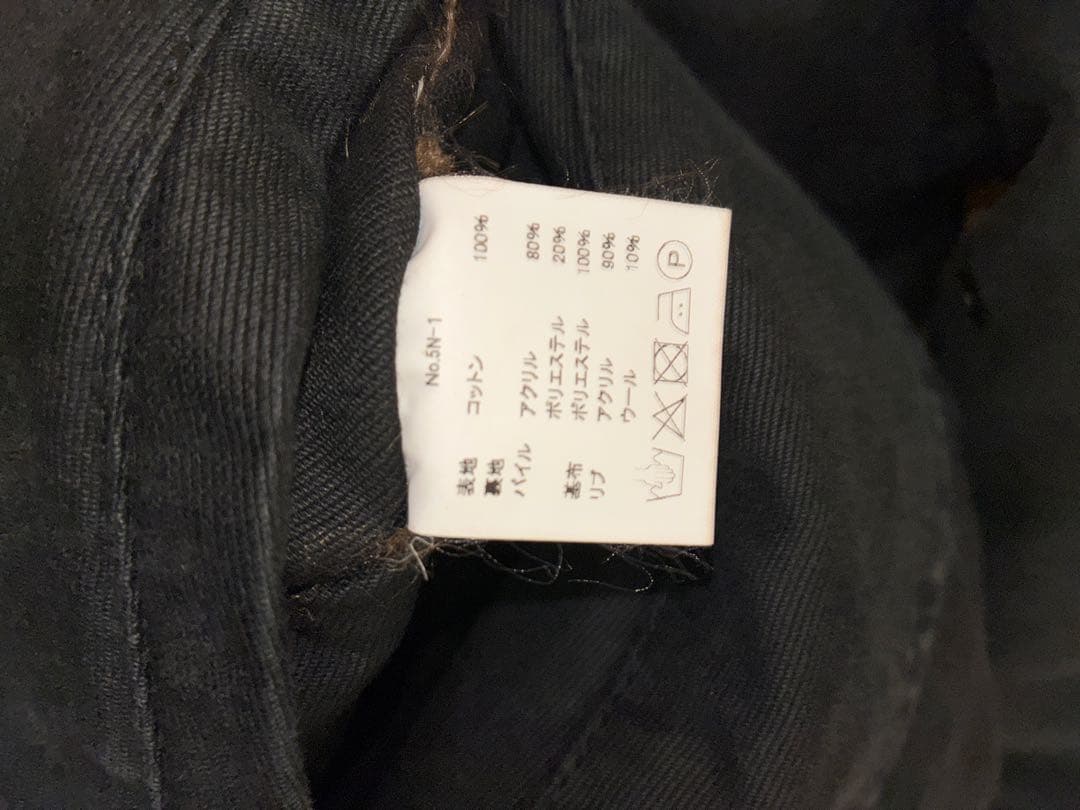 No.5N-1
表地 コットン 100%
裏地
パイル アクリル 80%
ポリエステル 20%
基布 ポリエステル 100%
リブ アクリル 90%
ウール 10%
P